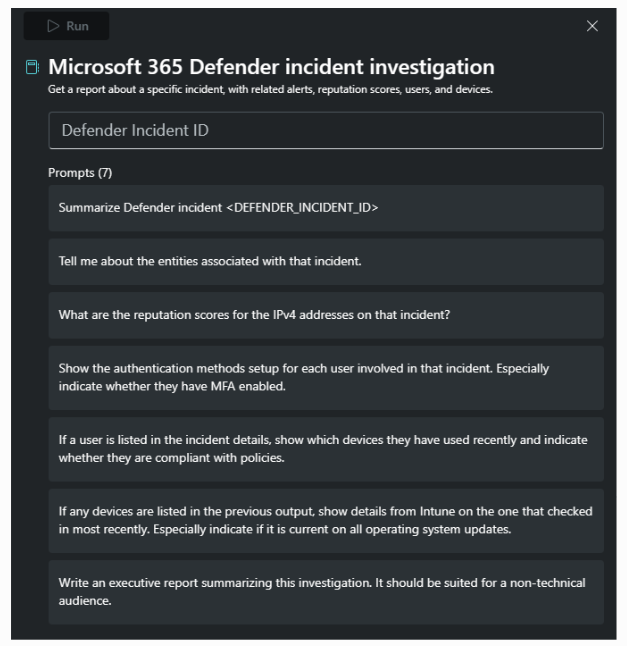 Run
Microsoft 365 Defender incident investigation
Get a report about a specific incident, with related alerts, reputation scores, users, and devices.
Defender Incident ID
Prompts (7)
Summarize Defender incident <DEFENDER_INCIDENT_ID>
Tell me about the entities associated with that incident.
What are the reputation scores for the IPv4 addresses on that incident?
Show the authentication methods setup for each user involved in that incident. Especially
indicate whether they have MFA enabled.
If a user is listed in the incident details, show which devices they have used recently and indicate
whether they are compliant with policies.
If any devices are listed in the previous output, show details from Intune on the one that checked
in most recently. Especially indicate if it is current on all operating system updates.
Write an executive report summarizing this investigation. It should be suited for a non-technical
audience.